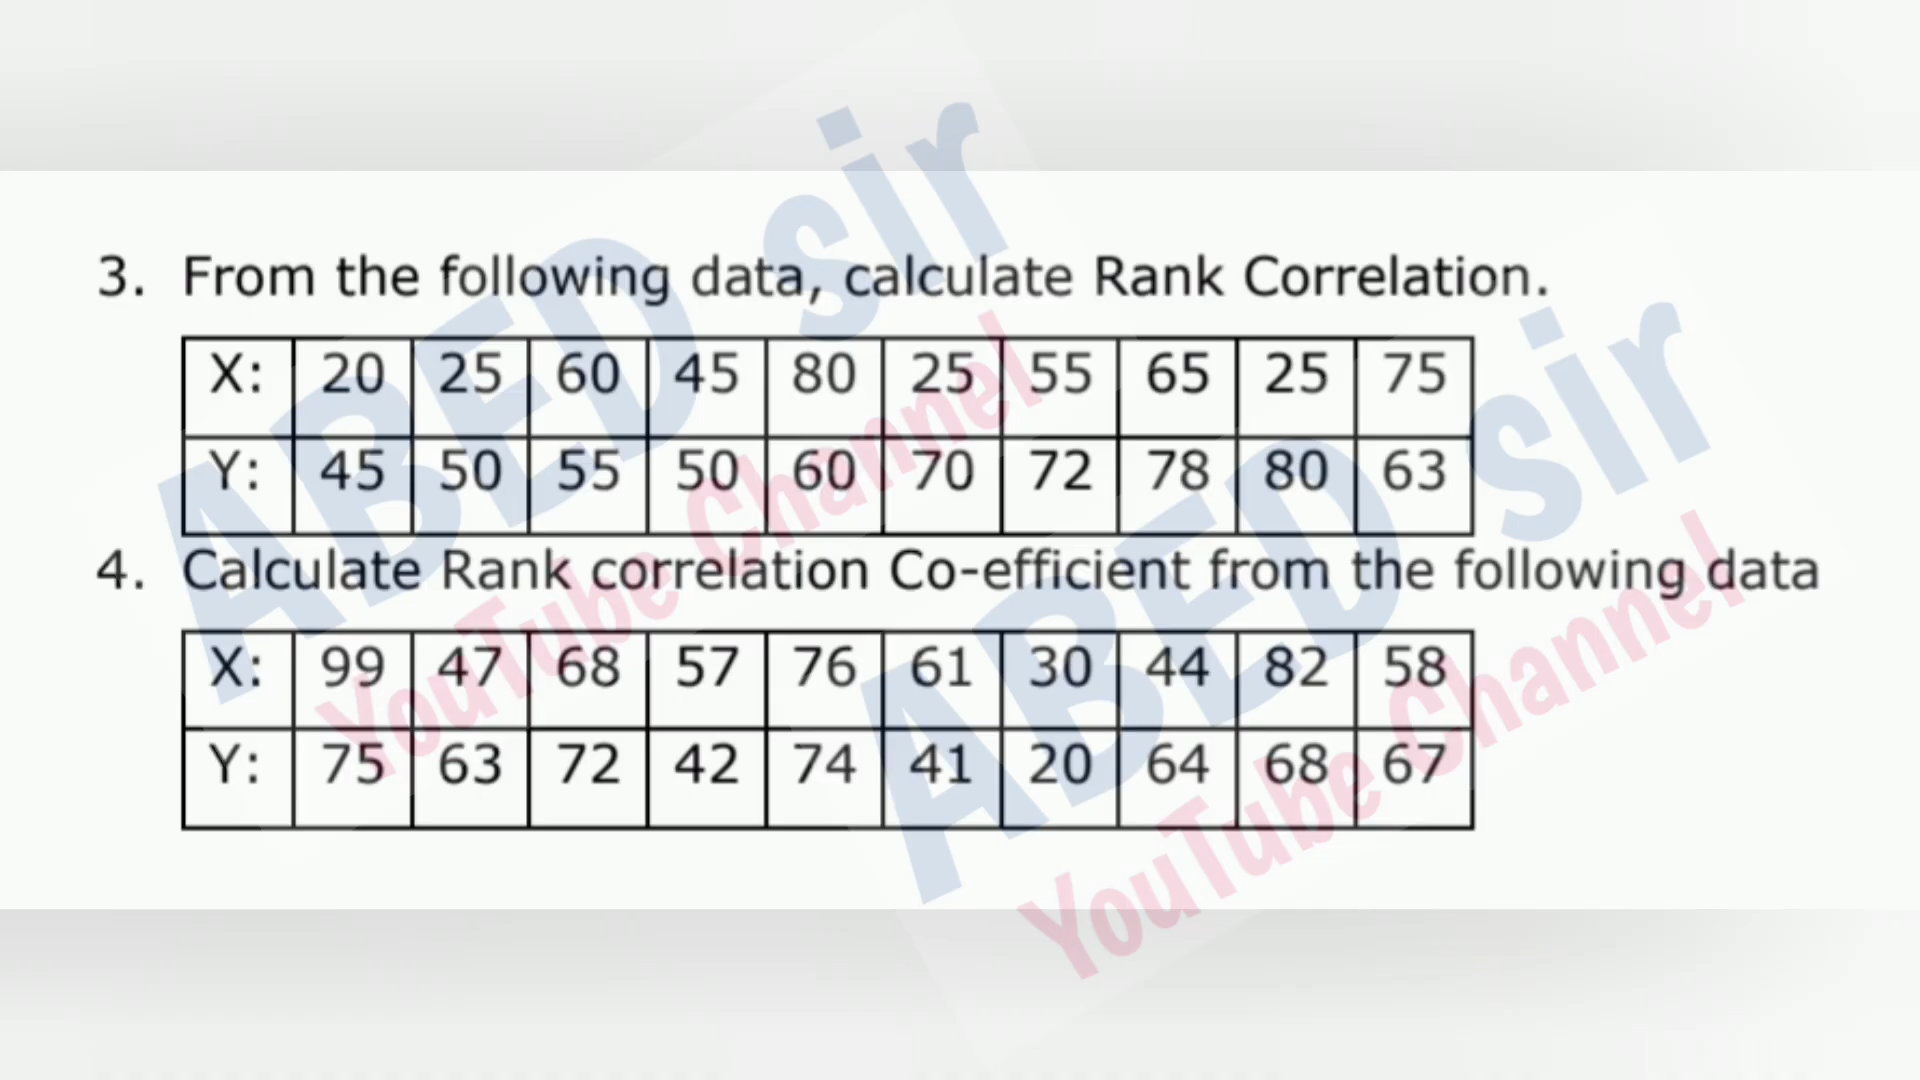 3. From the following data, calculate Rank Correlation.
X: 20 25 60 45 80 25 55 65 25 75
Y: 45 50 55 50 60 70 72 78 80 63
4. Calculate Rank correlation Co-efficient from the following data
X: 99 47 68 57 76 61 30 44 82 58
Y: 75 63 72 42 74 41 20 64 68 67
ABED sir
YouTube Channel
ABED sir
YouTube Channel